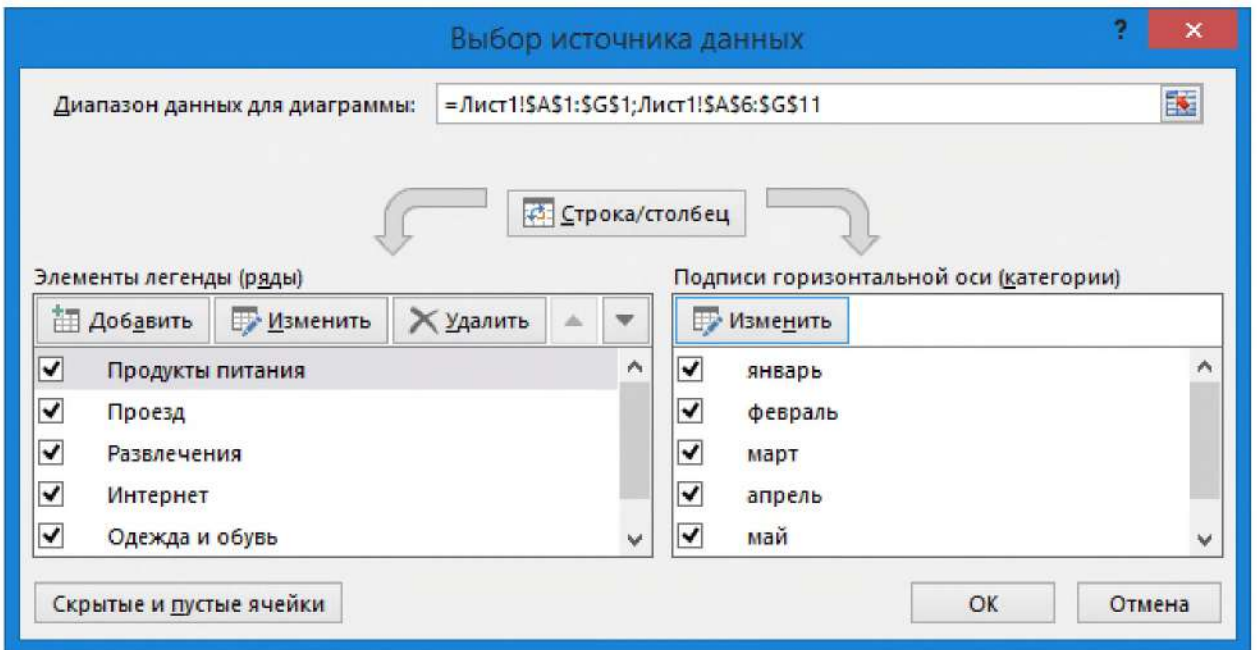 Выбор источника данных
?
Диапазон данных для диаграммы: =Лист1!$A$1:$G$1;Лист1!$A$6:$G$11
Строка/столбец
Элементы легенды (ряды)
Добавить Изменить Удалить
Продукты питания
Проезд
Развлечения
Интернет
Одежда и обувь
Подписи горизонтальной оси (категории)
Изменить
январь
февраль
март
апрель
май
Скрытые и пустые ячейки
ОК Отмена